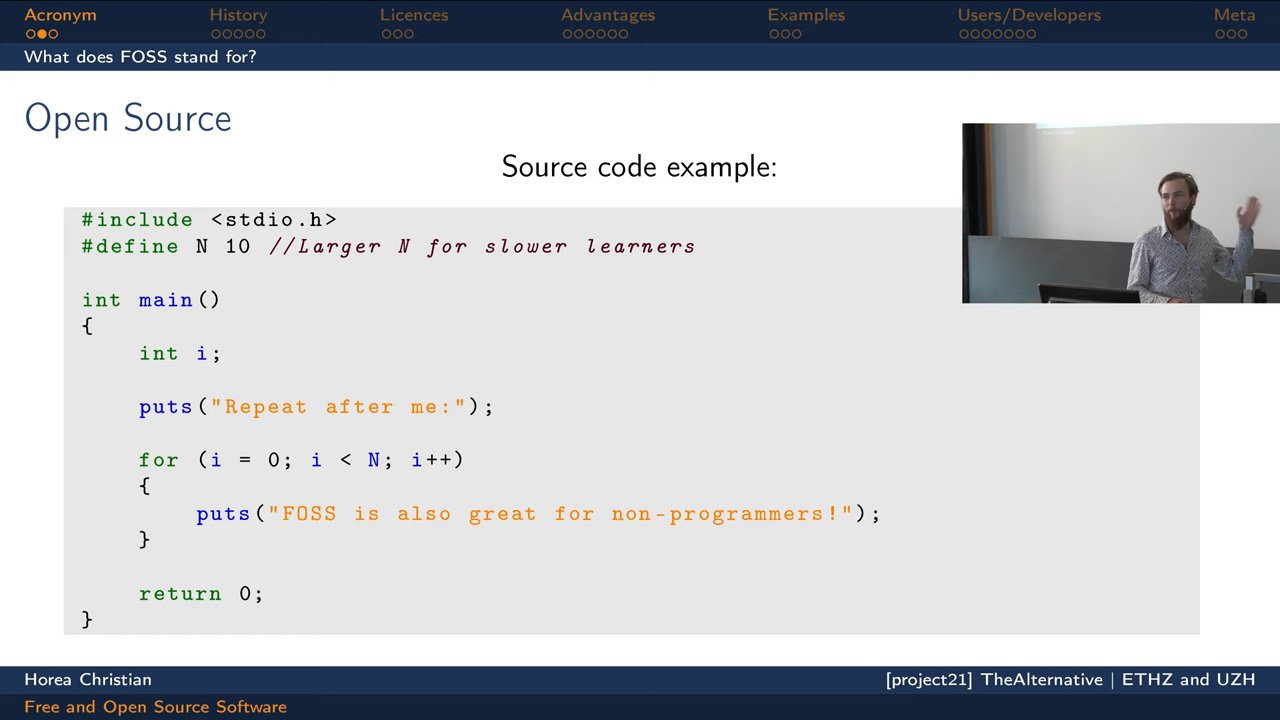 Acronym History Licences Advantages Examples Users/Developers Meta
What does FOSS stand for?
Open Source
Source code example:
#include <stdio.h>
#define N 10 //Larger N for slower learners
int main()
{
int i;
puts("Repeat after me:");
for (i = 0; i < N; i++)
{
puts("FOSS is also great for non-programmers!");
}
return 0;
}
Horea Christian [project21] TheAlternative | ETHZ and UZH
Free and Open Source Software